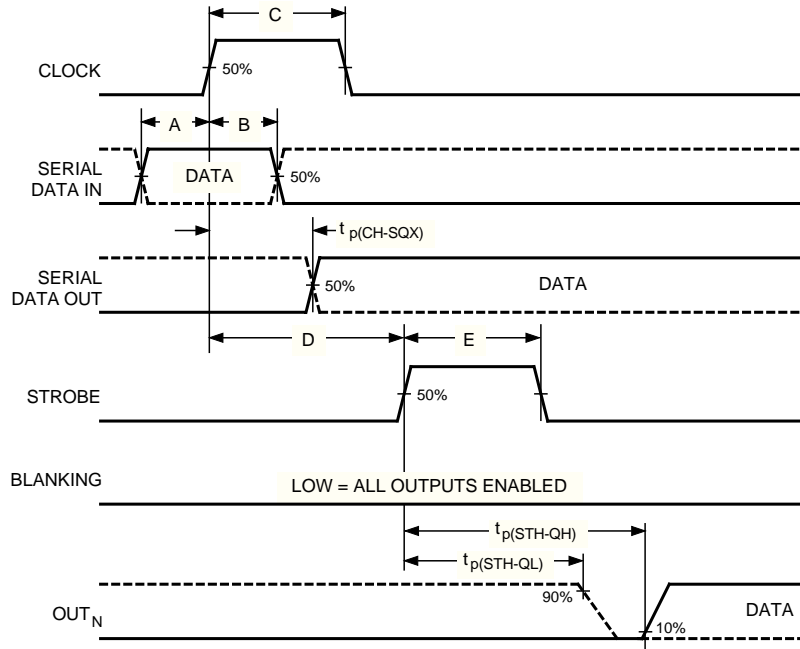 C
CLOCK
50%
A
B
SERIAL
DATA IN
DATA
50%
t p(CH-SQX)
SERIAL
DATA OUT
50%
DATA
D
E
STROBE
50%
BLANKING
LOW = ALL OUTPUTS ENABLED
t p(STH-QH)
t p(STH-QL)
90%
OUT N
DATA
10%